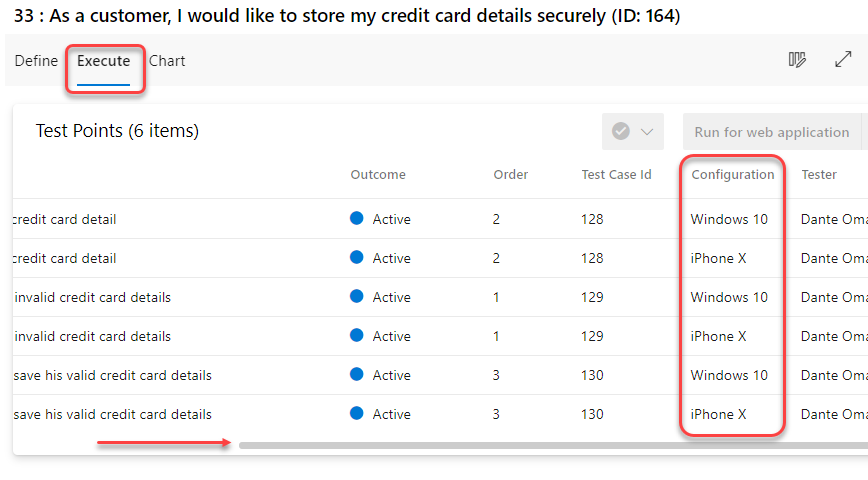 33 : As a customer, I would like to store my credit card details securely (ID: 164)
Define Execute Chart
Test Points (6 items) Run for web application
Outcome Order Test Case Id Configuration Tester
credit card detail Active 2 128 Windows 10 Dante Oma
credit card detail Active 2 128 iPhone X Dante Oma
invalid credit card details Active 1 129 Windows 10 Dante Oma
invalid credit card details Active 1 129 iPhone X Dante Oma
save his valid credit card details Active 3 130 Windows 10 Dante Oma
save his valid credit card details Active 3 130 iPhone X Dante Oma